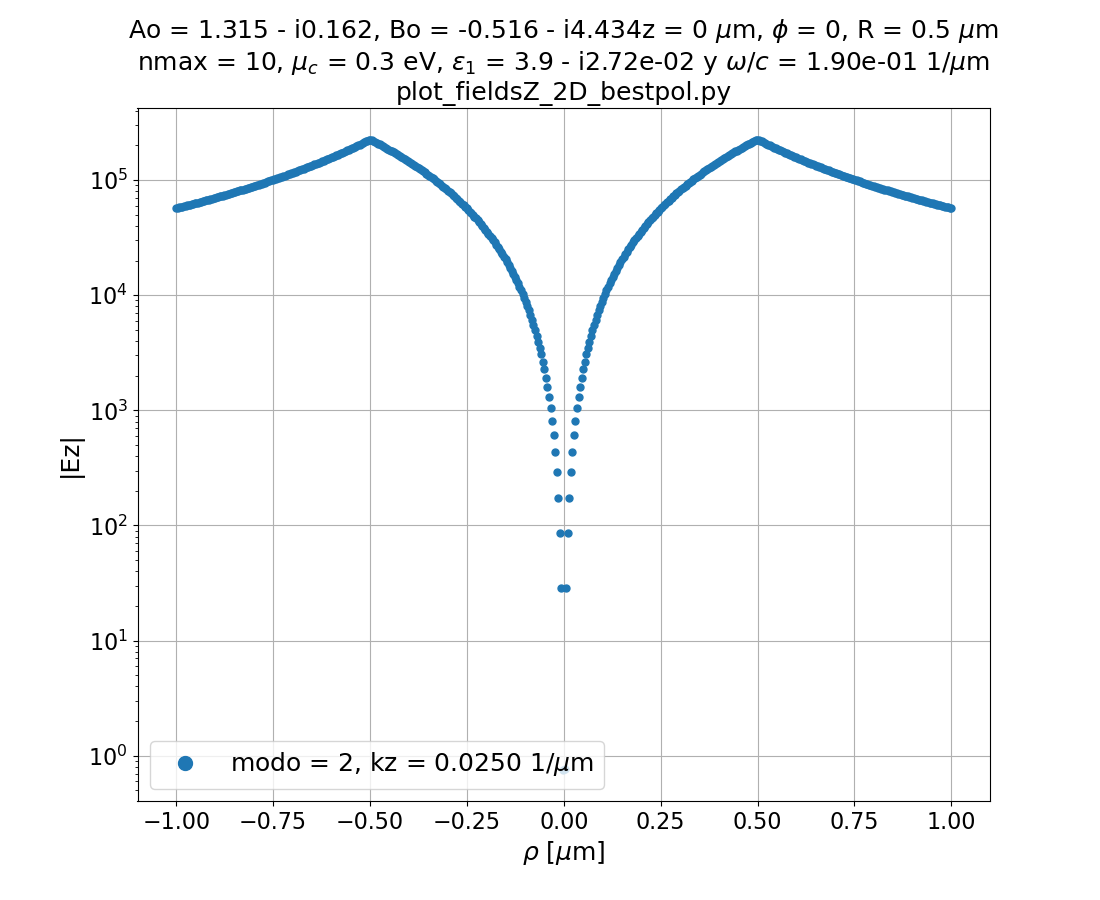 Ao = 1.315 - i0.162, Bo = -0.516 - i4.434z = 0 μm, ϕ = 0, R = 0.5 μm
nmax = 10, μc = 0.3 eV, ε1 = 3.9 - i2.72e-02 y ω/c = 1.90e-01 1/μm
plot_fieldsZ_2D_bestpol.py
|Ez|
10^5
10^4
10^3
10^2
10^1
10^0
modo = 2, kz = 0.0250 1/μm
−1.00 −0.75 −0.50 −0.25 0.00 0.25 0.50 0.75 1.00
ρ [μm]